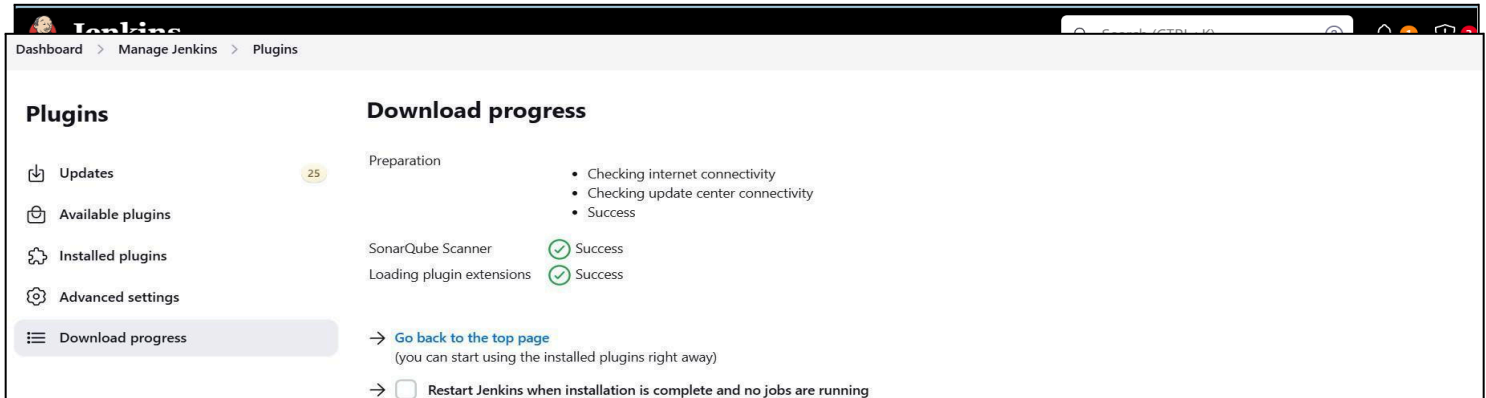 Jenkins
Search (CTRL+K)
Dashboard > Manage Jenkins > Plugins
Plugins
Updates 25
Available plugins
Installed plugins
Advanced settings
Download progress
Download progress
Preparation
• Checking internet connectivity
• Checking update center connectivity
• Success
SonarQube Scanner Success
Loading plugin extensions Success
→ Go back to the top page
(you can start using the installed plugins right away)
→ Restart Jenkins when installation is complete and no jobs are running